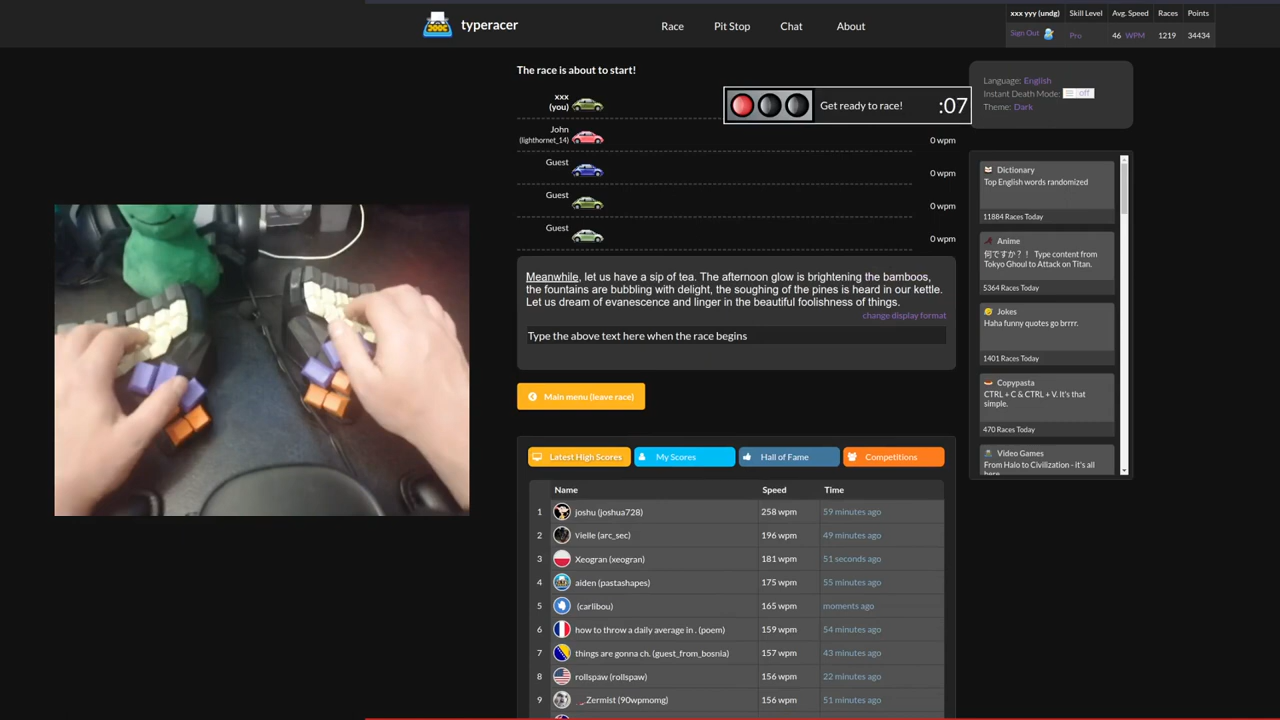 typeracer
Race
Pit Stop
Chat
About
xxx yyy (undg)
Skill Level
Avg. Speed
Races
Points
Sign Out
Pro
46 WPM
1219
34434
The race is about to start!
xxx
(you)
Get ready to race!
:07
John
(lighthornet_14)
0 wpm
Guest
0 wpm
Guest
0 wpm
Guest
0 wpm
Language: English
Instant Death Mode: off
Theme: Dark
Meanwhile, let us have a sip of tea. The afternoon glow is brightening the bamboos,
the fountains are bubbling with delight, the soughing of the pines is heard in our kettle.
Let us dream of evanescence and linger in the beautiful foolishness of things.
change display format
Type the above text here when the race begins
Main menu (leave race)
Dictionary
Top English words randomized
11884 Races Today
Anime
何ですか？！ Type content from
Tokyo Ghoul to Attack on Titan.
5364 Races Today
Jokes
Haha funny quotes go brrrr.
1401 Races Today
Copypasta
CTRL + C & CTRL + V. It's that
simple.
470 Races Today
Video Games
From Halo to Civilization - it's all
Latest High Scores
My Scores
Hall of Fame
Competitions
Name
Speed
Time
1 joshu (joshua728) 258 wpm 59 minutes ago
2 Vielle (arc_sec) 196 wpm 49 minutes ago
3 Xeogran (xeogran) 181 wpm 51 seconds ago
4 aiden (pastashapes) 175 wpm 55 minutes ago
5 (carlibou) 165 wpm moments ago
6 how to throw a daily average in . (poem) 159 wpm 54 minutes ago
7 things are gonna ch. (guest_from_bosnia) 157 wpm 43 minutes ago
8 rollspaw (rollspaw) 156 wpm 22 minutes ago
9 Zermist (90wpmomg) 156 wpm 51 minutes ago